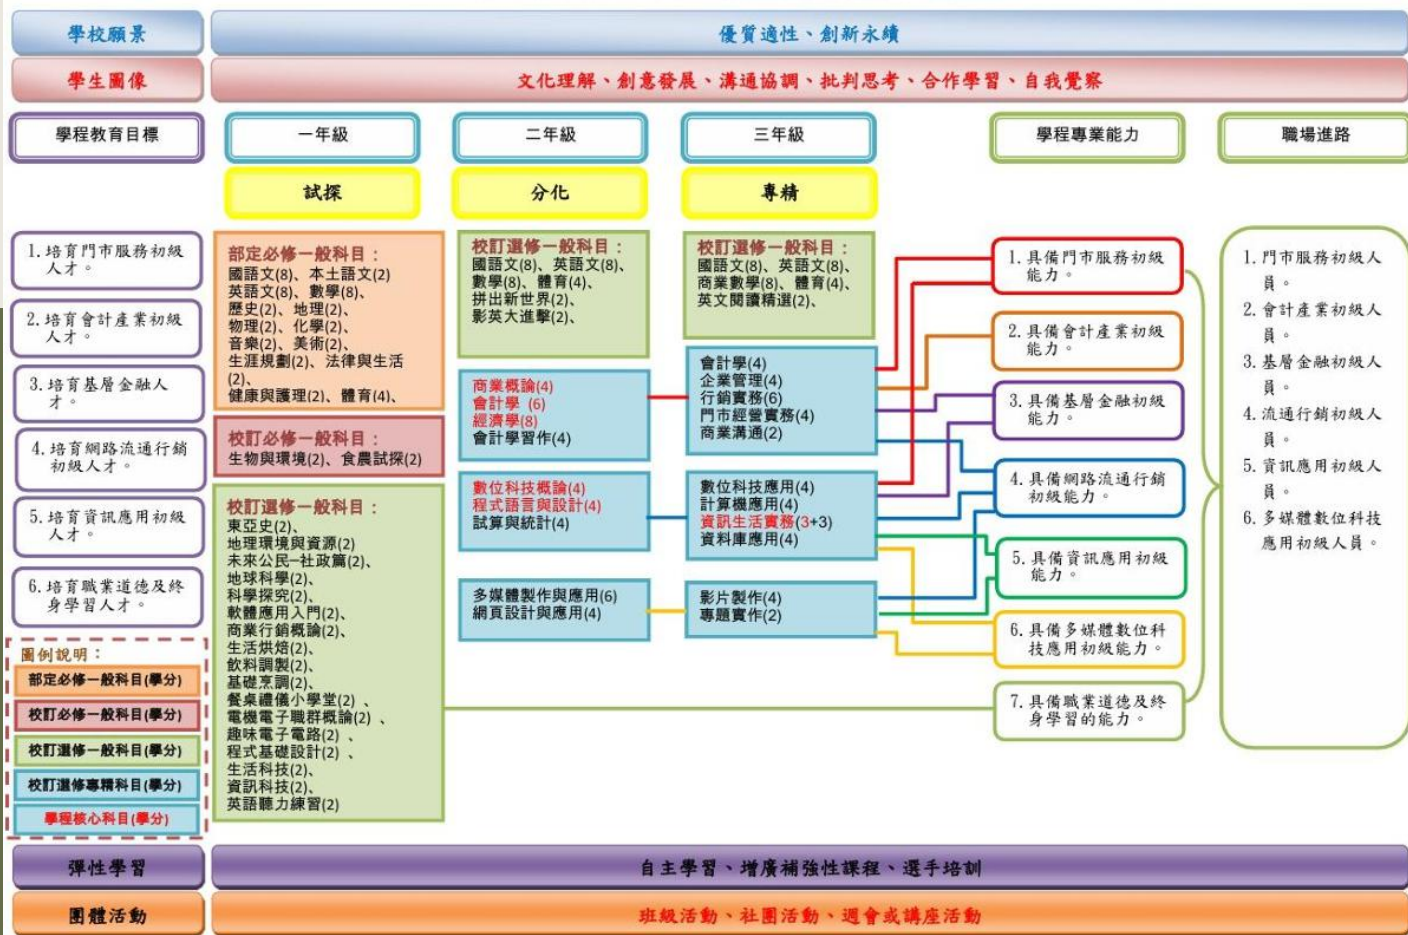 學校願景
優質適性、創新永續
學生圖像
文化理解、創意發展、溝通協調、批判思考、合作學習、自我覺察
學程教育目標
一年級
二年級
三年級
學程專業能力
職場進路
試探
分化
專精
1.培育門市服務初級
人才。
2.培育會計產業初級
人才。
3.培育基層金融人
才。
4.培育網路流通行銷
初級人才。
5.培育資訊應用初級
人才。
6.培育職業道德及終
身學習人才。
圖例說明：
部定必修一般科目(學分)
校訂必修一般科目(學分)
校訂選修一般科目(學分)
校訂選修專精科目(學分)
學程核心科目(學分)
部定必修一般科目：
國語文(8)、本土語文(2)
英語文(8)、數學(8)、
歷史(2)、地理(2)、
物理(2)、化學(2)、
音樂(2)、美術(2)、
生涯規劃(2)、法律與生活
(2)、
健康與護理(2)、體育(4)、
校訂必修一般科目：
生物與環境(2)、食農試探(2)
校訂選修一般科目：
東亞史(2)、
地理環境與資源(2)
未來公民─社政篇(2)、
地球科學(2)、
科學探究(2)、
軟體應用入門(2)、
商業行銷概論(2)、
生活烘焙(2)、
飲料調製(2)、
基礎烹調(2)、
餐桌禮儀小學堂(2) 、
電機電子職群概論(2) 、
趣味電子電路(2) 、
程式基礎設計(2) 、
生活科技(2)、
資訊科技(2)、
英語聽力練習(2)
校訂選修一般科目：
國語文(8)、英語文(8)、
數學(8)、體育(4)、
拼出新世界(2)、
影英大進擊(2)、
商業概論(4)
會計學 (6)
經濟學(8)
會計學習作(4)
數位科技概論(4)
程式語言與設計(4)
試算與統計(4)
多媒體製作與應用(6)
網頁設計與應用(4)
校訂選修一般科目：
國語文(8)、英語文(8)、
商業數學(8)、體育(4)、
英文閱讀精選(2)、
會計學(4)
企業管理(4)
行銷實務(6)
門市經營實務(4)
商業溝通(2)
數位科技應用(4)
計算機應用(4)
資訊生活實務(3+3)
資料庫應用(4)
影片製作(4)
專題實作(2)
1.具備門市服務初級
能力。
2.具備會計產業初級
能力。
3.具備基層金融初級
能力。
4.具備網路流通行銷
初級能力。
5.具備資訊應用初級
能力。
6.具備多媒體數位科
技應用初級能力。
7.具備職業道德及終
身學習的能力。
1.門市服務初級人
員。
2.會計產業初級人
員。
3.基層金融初級人
員。
4.流通行銷初級人
員。
5.資訊應用初級人
員。
6.多媒體數位科技
應用初級人員。
彈性學習
自主學習、增廣補強性課程、選手培訓
團體活動
班級活動、社團活動、週會或講座活動